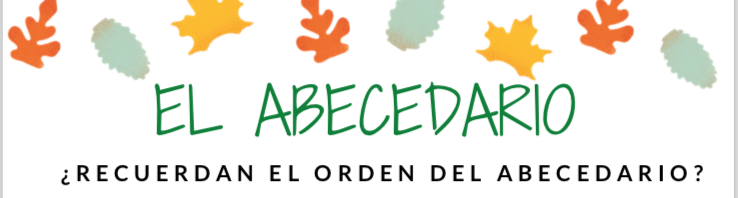 EL ABECEDARIO
¿RECUERDAN EL ORDEN DEL ABECEDARIO?